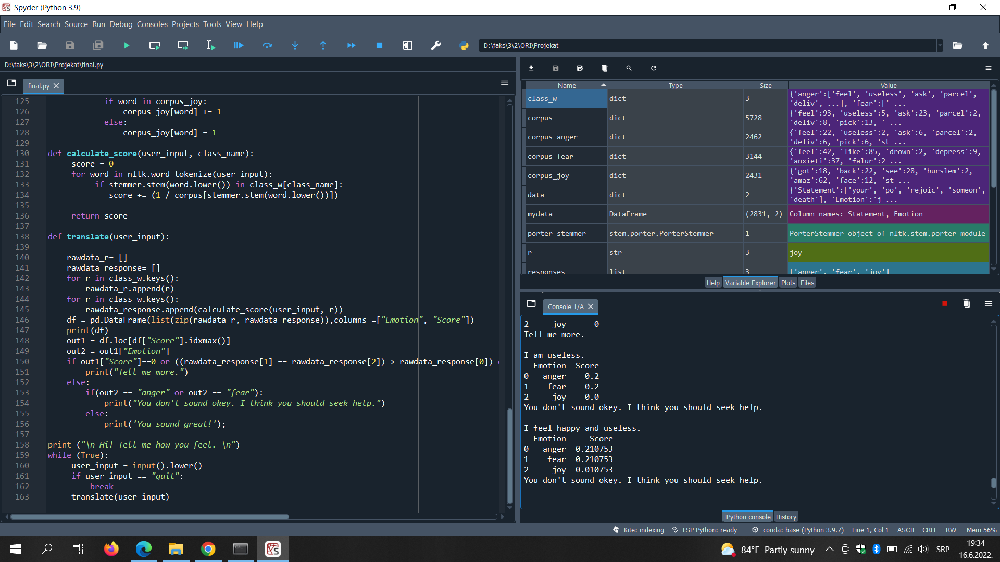 Spyder (Python 3.9)
File Edit Search Source Run Debug Consoles Projects Tools View Help
D:\faks\3\2\ORI\Projekat
D:\faks\3\2\ORI\Projekat\final.py
final.py
125 if word in corpus_joy:
126 corpus_joy[word] += 1
127 else:
128 corpus_joy[word] = 1
129
130 def calculate_score(user_input, class_name):
131 score = 0
132 for word in nltk.word_tokenize(user_input):
133 if stemmer.stem(word.lower()) in class_w[class_name]:
134 score += (1 / corpus[stemmer.stem(word.lower())])
135
136 return score
137
138 def translate(user_input):
139
140 rawdata_r= []
141 rawdata_response= []
142 for r in class_w.keys():
143 rawdata_r.append(r)
144 for r in class_w.keys():
145 rawdata_response.append(calculate_score(user_input, r))
146 df = pd.DataFrame(list(zip(rawdata_r, rawdata_response)),columns =["Emotion", "Score"])
147 print(df)
148 out1 = df.loc[df["Score"].idxmax()]
149 out2 = out1["Emotion"]
150 if out1["Score"]==0 or ((rawdata_response[1] == rawdata_response[2]) > rawdata_response[0])
151 print("Tell me more.")
152 else:
153 if(out2 == "anger" or out2 == "fear"):
154 print("You don't sound okey. I think you should seek help.")
155 else:
156 print('You sound great!');
157
158 print ("\n Hi! Tell me how you feel. \n")
159 while (True):
160 user_input = input().lower()
161 if user_input == "quit":
162 break
163 translate(user_input)
Name Type Size Value
class_w dict 3 {'anger':['feel', 'useless', 'ask', 'parcel',
'deliv', ...], 'fear':[' ...
corpus dict 5728 {'feel':93, 'useless':5, 'ask':23, 'parcel':2,
'deliv':8, 'pick':13, ' ...
corpus_anger dict 2462 {'feel':22, 'useless':2, 'ask':6, 'parcel':2,
'deliv':6, 'pick':6, 'st ...
corpus_fear dict 3144 {'feel':42, 'like':85, 'drown':2, 'depress':9,
'anxieti':37, 'falur':2 ...
corpus_joy dict 2431 {'got':18, 'back':22, 'see':28, 'burslem':2,
'amaz':62, 'face':12, 'st ...
data dict 2 {'Statement':['your', 'po', 'rejoic', 'someon',
'death'], 'Emotion':'j ...
mydata DataFrame (2831, 2) Column names: Statement, Emotion
porter_stemmer stem.porter.PorterStemmer 1 PorterStemmer object of nltk.stem.porter module
r str 3 joy
responses list 3 ['anger', 'fear', 'joy']
Help Variable Explorer Plots Files
Console 1/A
2 joy 0
Tell me more.
I am useless.
Emotion Score
0 anger 0.2
1 fear 0.2
2 joy 0.0
You don't sound okey. I think you should seek help.
I feel happy and useless.
Emotion Score
0 anger 0.210753
1 fear 0.210753
2 joy 0.010753
You don't sound okey. I think you should seek help.
IPython console History
Kite: indexing LSP Python: ready conda: base (Python 3.9.7) Line 1, Col 1 ASCII CRLF RW Mem 56%
84°F Partly sunny SRP 19:34
16.6.2022.